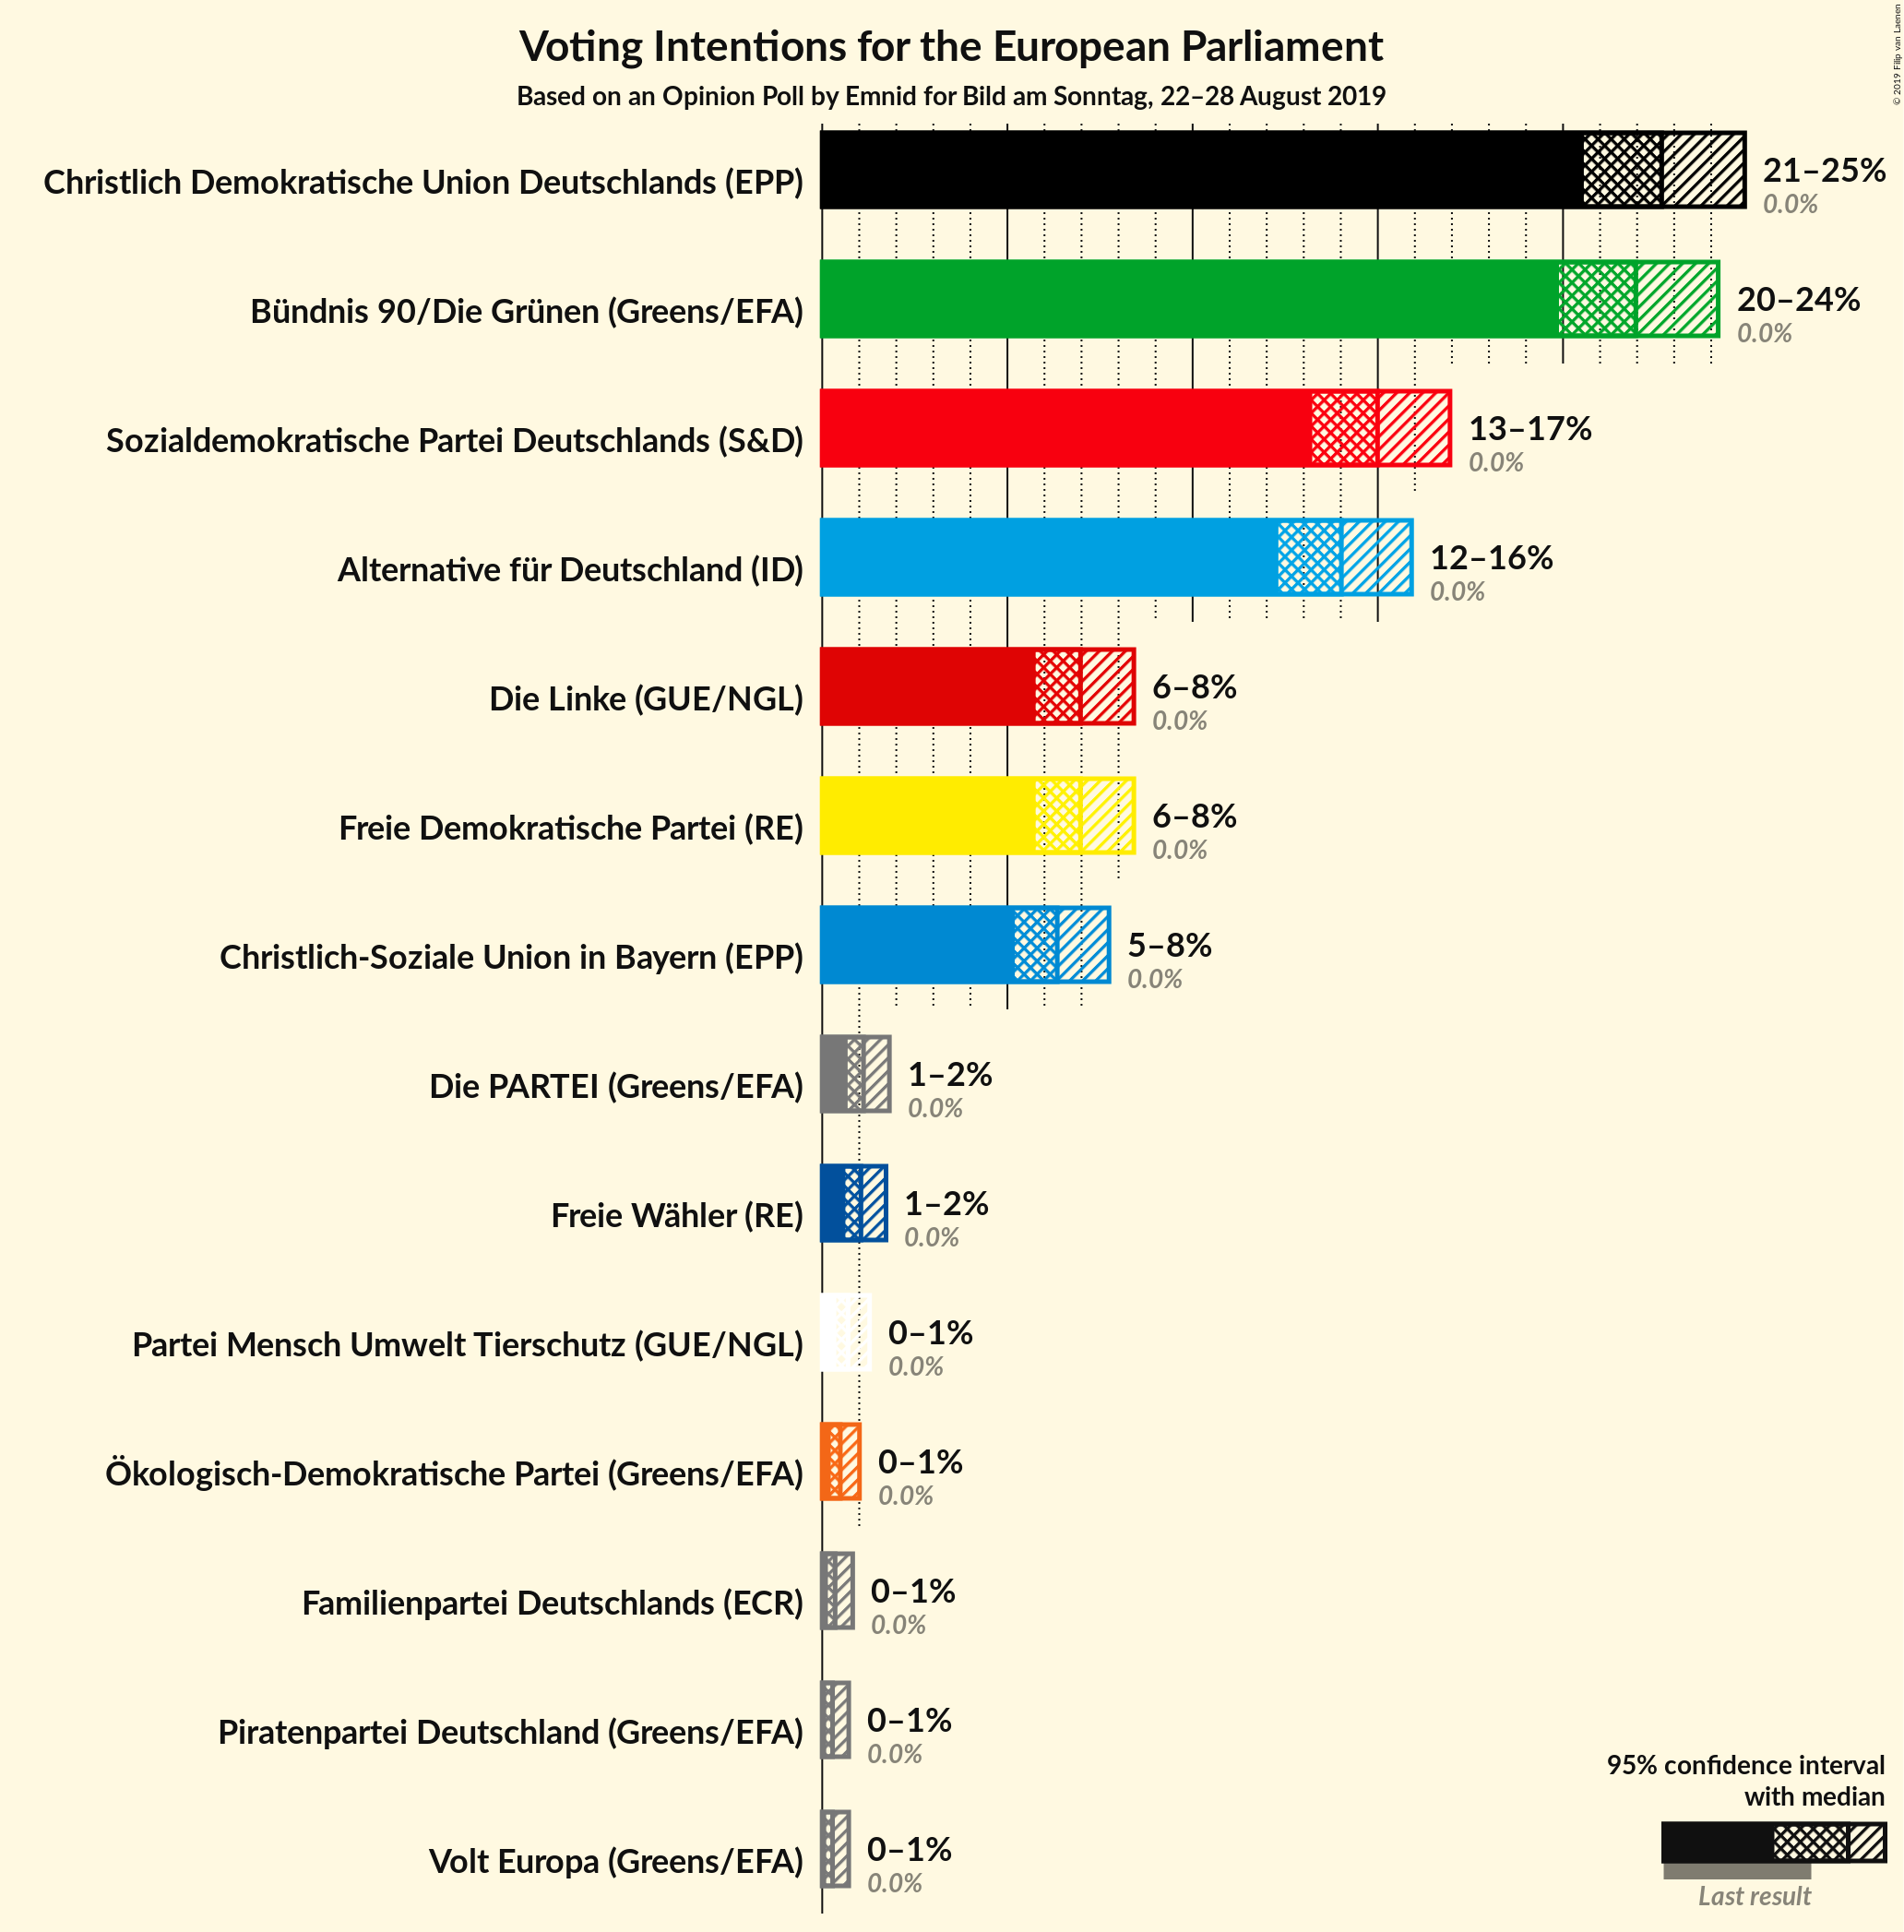 Voting Intentions for the European Parliament
Based on an Opinion Poll by Emnid for Bild am Sonntag, 22–28 August 2019
© 2019 Filip van Laenen
Christlich Demokratische Union Deutschlands (EPP)
21–25%
0.0%
Bündnis 90/Die Grünen (Greens/EFA)
20–24%
0.0%
Sozialdemokratische Partei Deutschlands (S&D)
13–17%
0.0%
Alternative für Deutschland (ID)
12–16%
0.0%
Die Linke (GUE/NGL)
6–8%
0.0%
Freie Demokratische Partei (RE)
6–8%
0.0%
Christlich-Soziale Union in Bayern (EPP)
5–8%
0.0%
Die PARTEI (Greens/EFA)
1–2%
0.0%
Freie Wähler (RE)
1–2%
0.0%
Partei Mensch Umwelt Tierschutz (GUE/NGL)
0–1%
0.0%
Ökologisch-Demokratische Partei (Greens/EFA)
0–1%
0.0%
Familienpartei Deutschlands (ECR)
0–1%
0.0%
Piratenpartei Deutschland (Greens/EFA)
0–1%
0.0%
Volt Europa (Greens/EFA)
0–1%
0.0%
95% confidence interval
with median
Last result